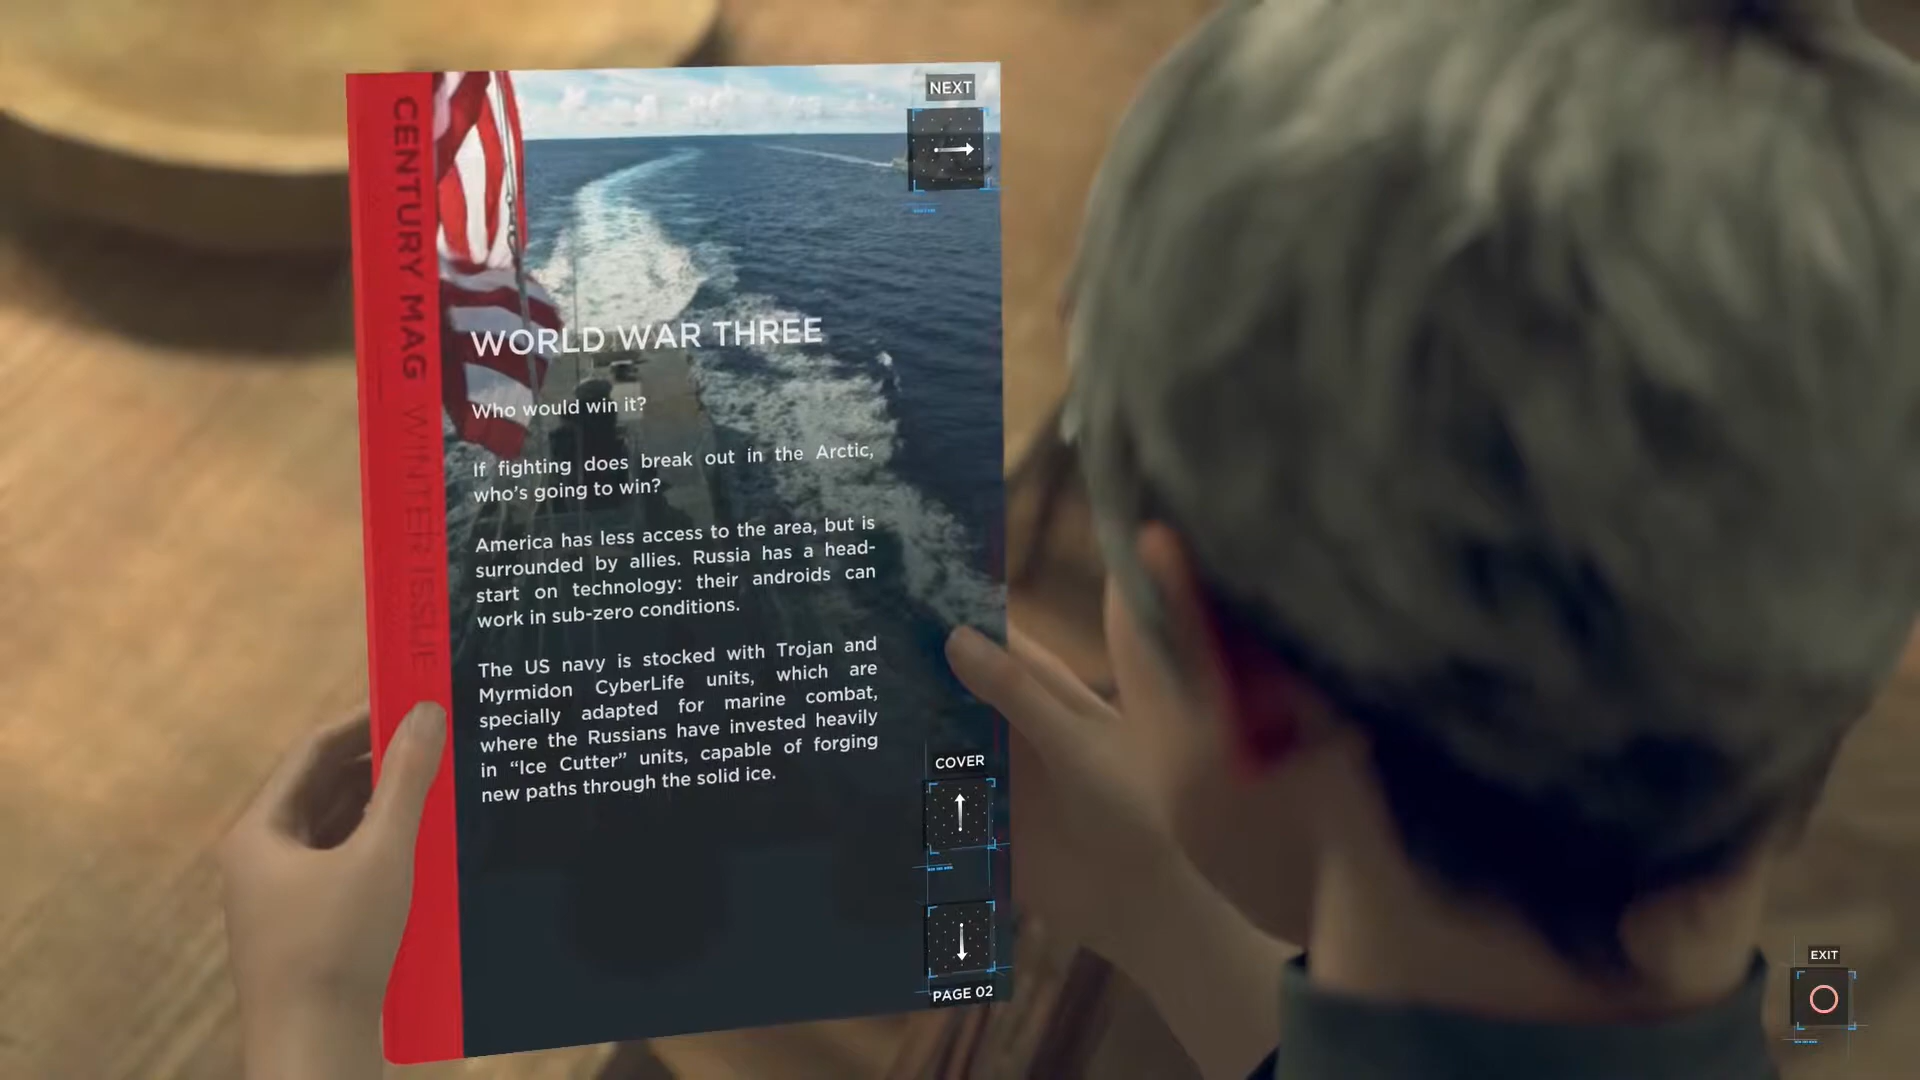 CENTURY MAG WINTER ISSUE
NEXT
WORLD WAR THREE
Who would win it?
If fighting does break out in the Arctic,
who's going to win?
America has less access to the area, but is
surrounded by allies. Russia has a head-
start on technology: their androids can
work in sub-zero conditions.
The US navy is stocked with Trojan and
Myrmidon CyberLife units, which are
specially adapted for marine combat,
where the Russians have invested heavily
in “Ice Cutter” units, capable of forging
new paths through the solid ice.
COVER
PAGE 02
EXIT